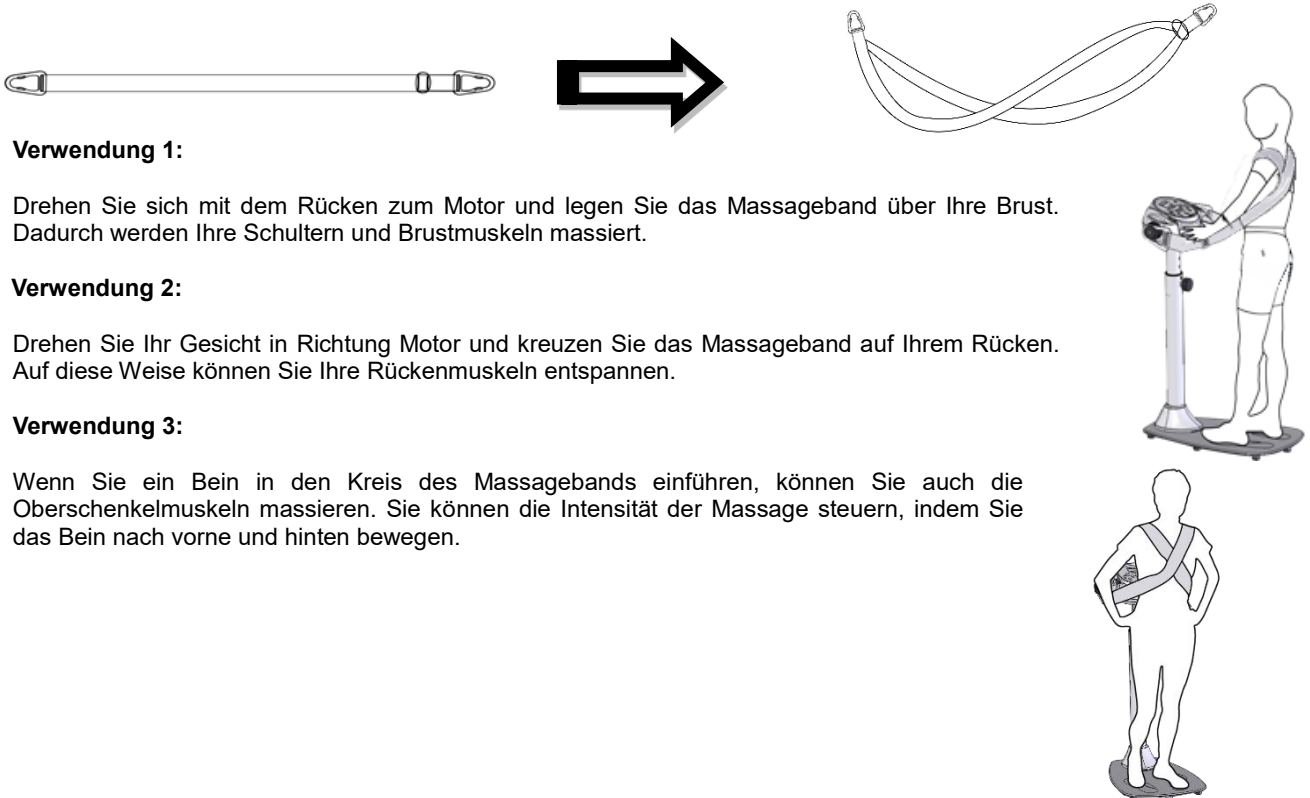 Verwendung 1:
Drehen Sie sich mit dem Rücken zum Motor und legen Sie das Massageband über Ihre Brust.
Dadurch werden Ihre Schultern und Brustmuskeln massiert.
Verwendung 2:
Drehen Sie Ihr Gesicht in Richtung Motor und kreuzen Sie das Massageband auf Ihrem Rücken.
Auf diese Weise können Sie Ihre Rückenmuskeln entspannen.
Verwendung 3:
Wenn Sie ein Bein in den Kreis des Massagebands einführen, können Sie auch die
Oberschenkelmuskeln massieren. Sie können die Intensität der Massage steuern, indem Sie
das Bein nach vorne und hinten bewegen.